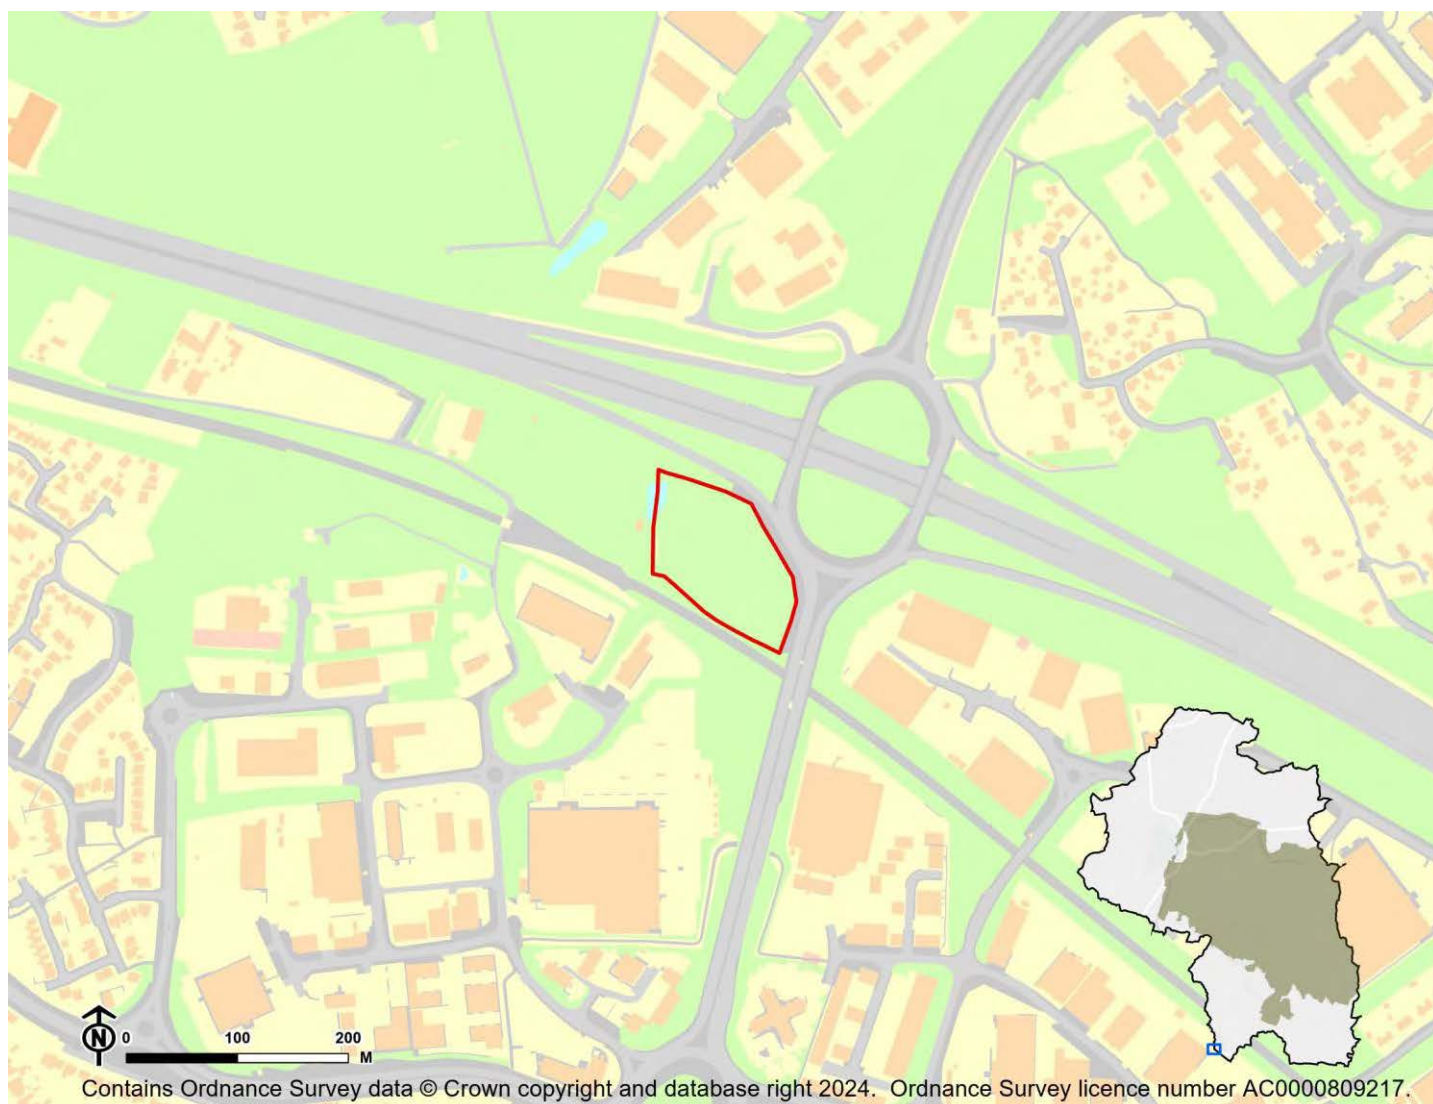 N
0 100 200
M
Contains Ordnance Survey data © Crown copyright and database right 2024. Ordnance Survey licence number AC0000809217.